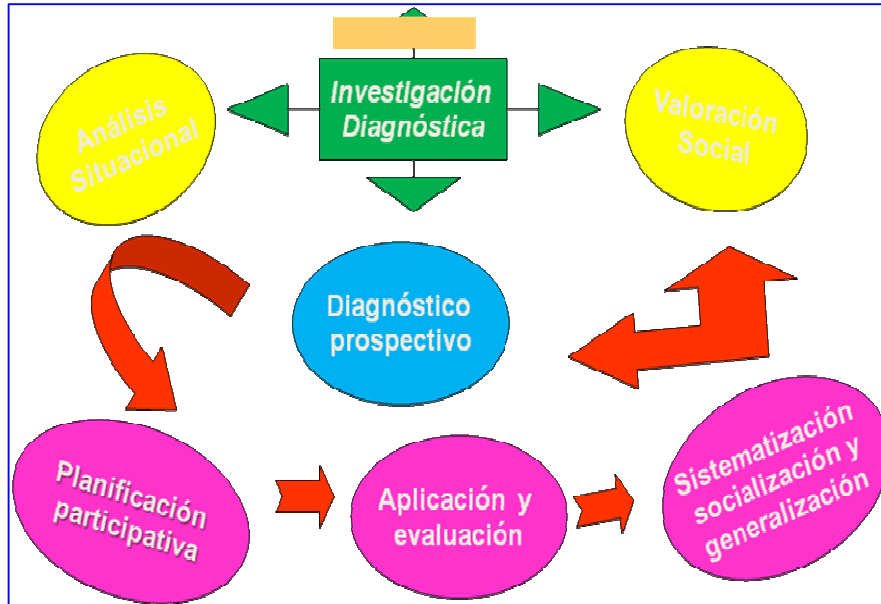 Investigación
Diagnóstica
Análisis
Situacional
Valoración
Social
Diagnóstico
prospectivo
Planificación
participativa
Aplicación y
evaluación
Sistematización
socialización y
generalización